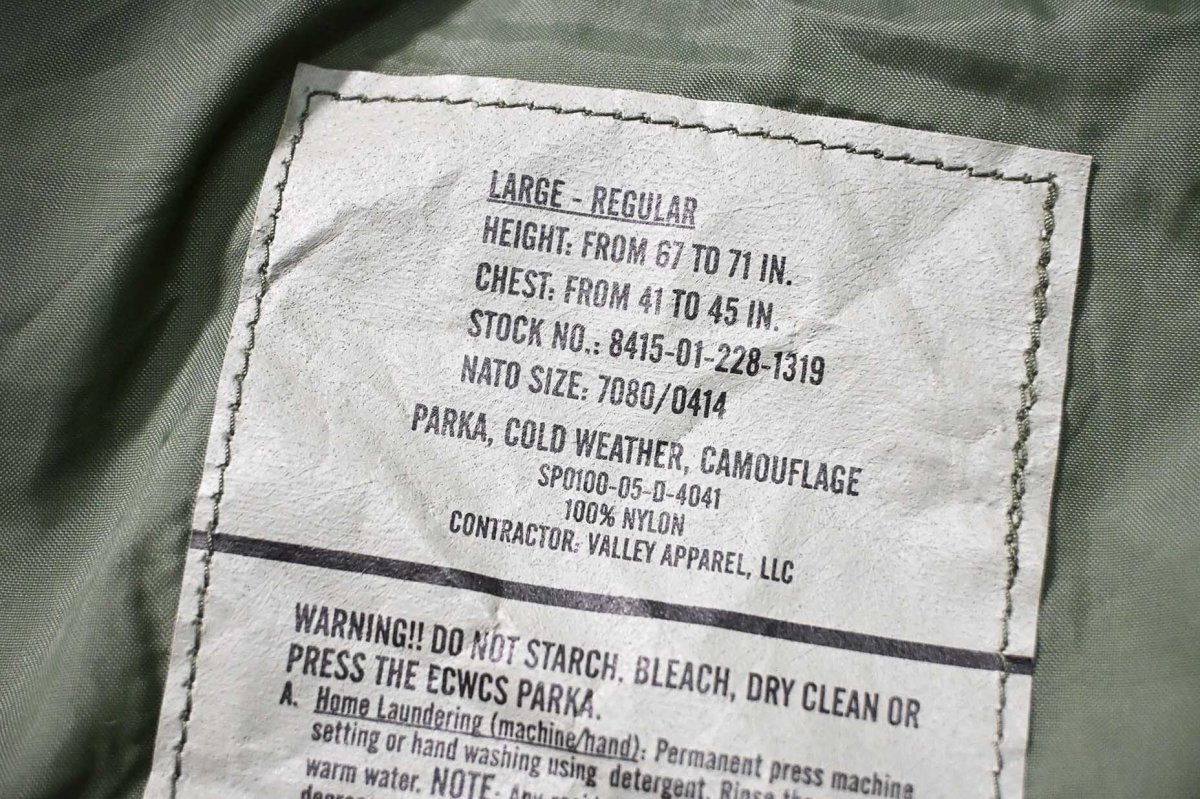 LARGE - REGULAR
HEIGHT: FROM 67 TO 71 IN.
CHEST: FROM 41 TO 45 IN.
STOCK NO.: 8415-01-228-1319
NATO SIZE: 7080/0414
PARKA, COLD WEATHER, CAMOUFLAGE
SP0100-05-D-4041
100% NYLON
CONTRACTOR: VALLEY APPAREL, LLC
WARNING!! DO NOT STARCH. BLEACH, DRY CLEAN OR
PRESS THE ECWCS PARKA.
A. Home Laundering (machine/hand): Permanent press machine
setting or hand washing using detergent. Rinse
warm water. NOTE: Any